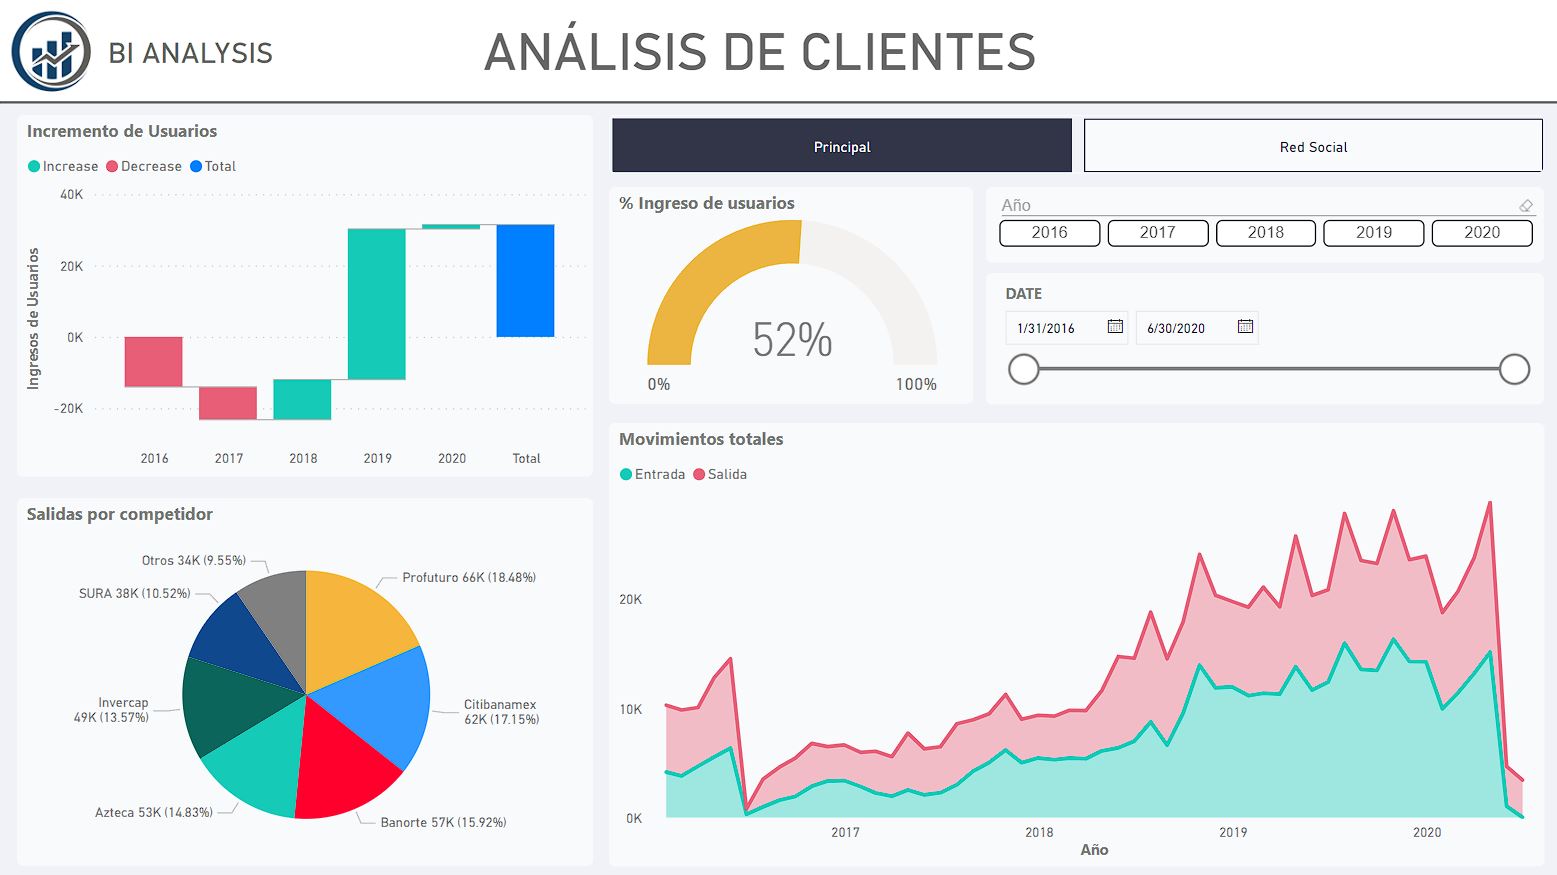 BI ANALYSIS
ANÁLISIS DE CLIENTES
Incremento de Usuarios
Increase Decrease Total
Ingresos de Usuarios
40K
20K
0K
-20K
2016 2017 2018 2019 2020 Total
Principal
Red Social
% Ingreso de usuarios
52%
0% 100%
Año
2016 2017 2018 2019 2020
DATE
1/31/2016 6/30/2020
Salidas por competidor
Otros 34K (9.55%)
Profuturo 66K (18.48%)
SURA 38K (10.52%)
Invercap
49K (13.57%)
Citibanamex
62K (17.15%)
Azteca 53K (14.83%)
Banorte 57K (15.92%)
Movimientos totales
Entrada Salida
20K
10K
0K
2017 2018 2019 2020
Año